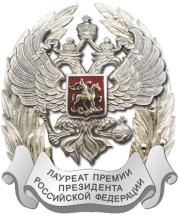 ЛАУРЕАТ ПРЕМИИ
ПРЕЗИДЕНТА
РОССИЙСКОЙ ФЕДЕРАЦИИ